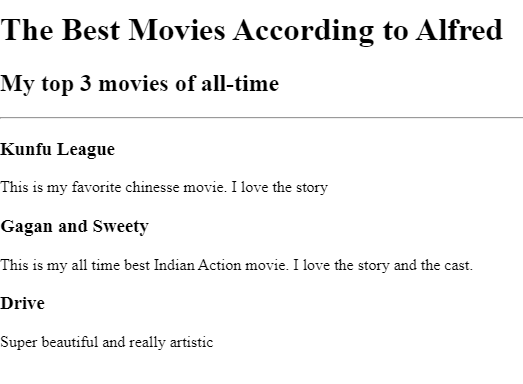 The Best Movies According to Alfred
My top 3 movies of all-time
Kunfu League
This is my favorite chinesse movie. I love the story
Gagan and Sweety
This is my all time best Indian Action movie. I love the story and the cast.
Drive
Super beautiful and really artistic